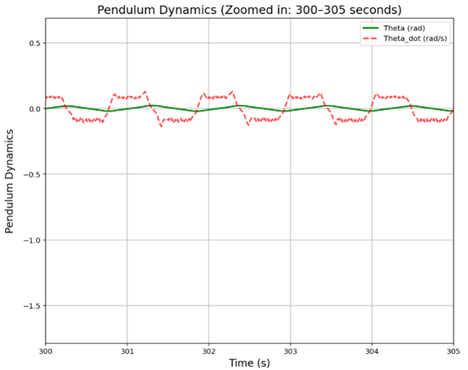 Pendulum Dynamics (Zoomed in: 300–305 seconds)
Theta (rad)
Theta_dot (rad/s)
Pendulum Dynamics
0.5
0.0
−0.5
−1.0
−1.5
300
301
302
303
304
305
Time (s)